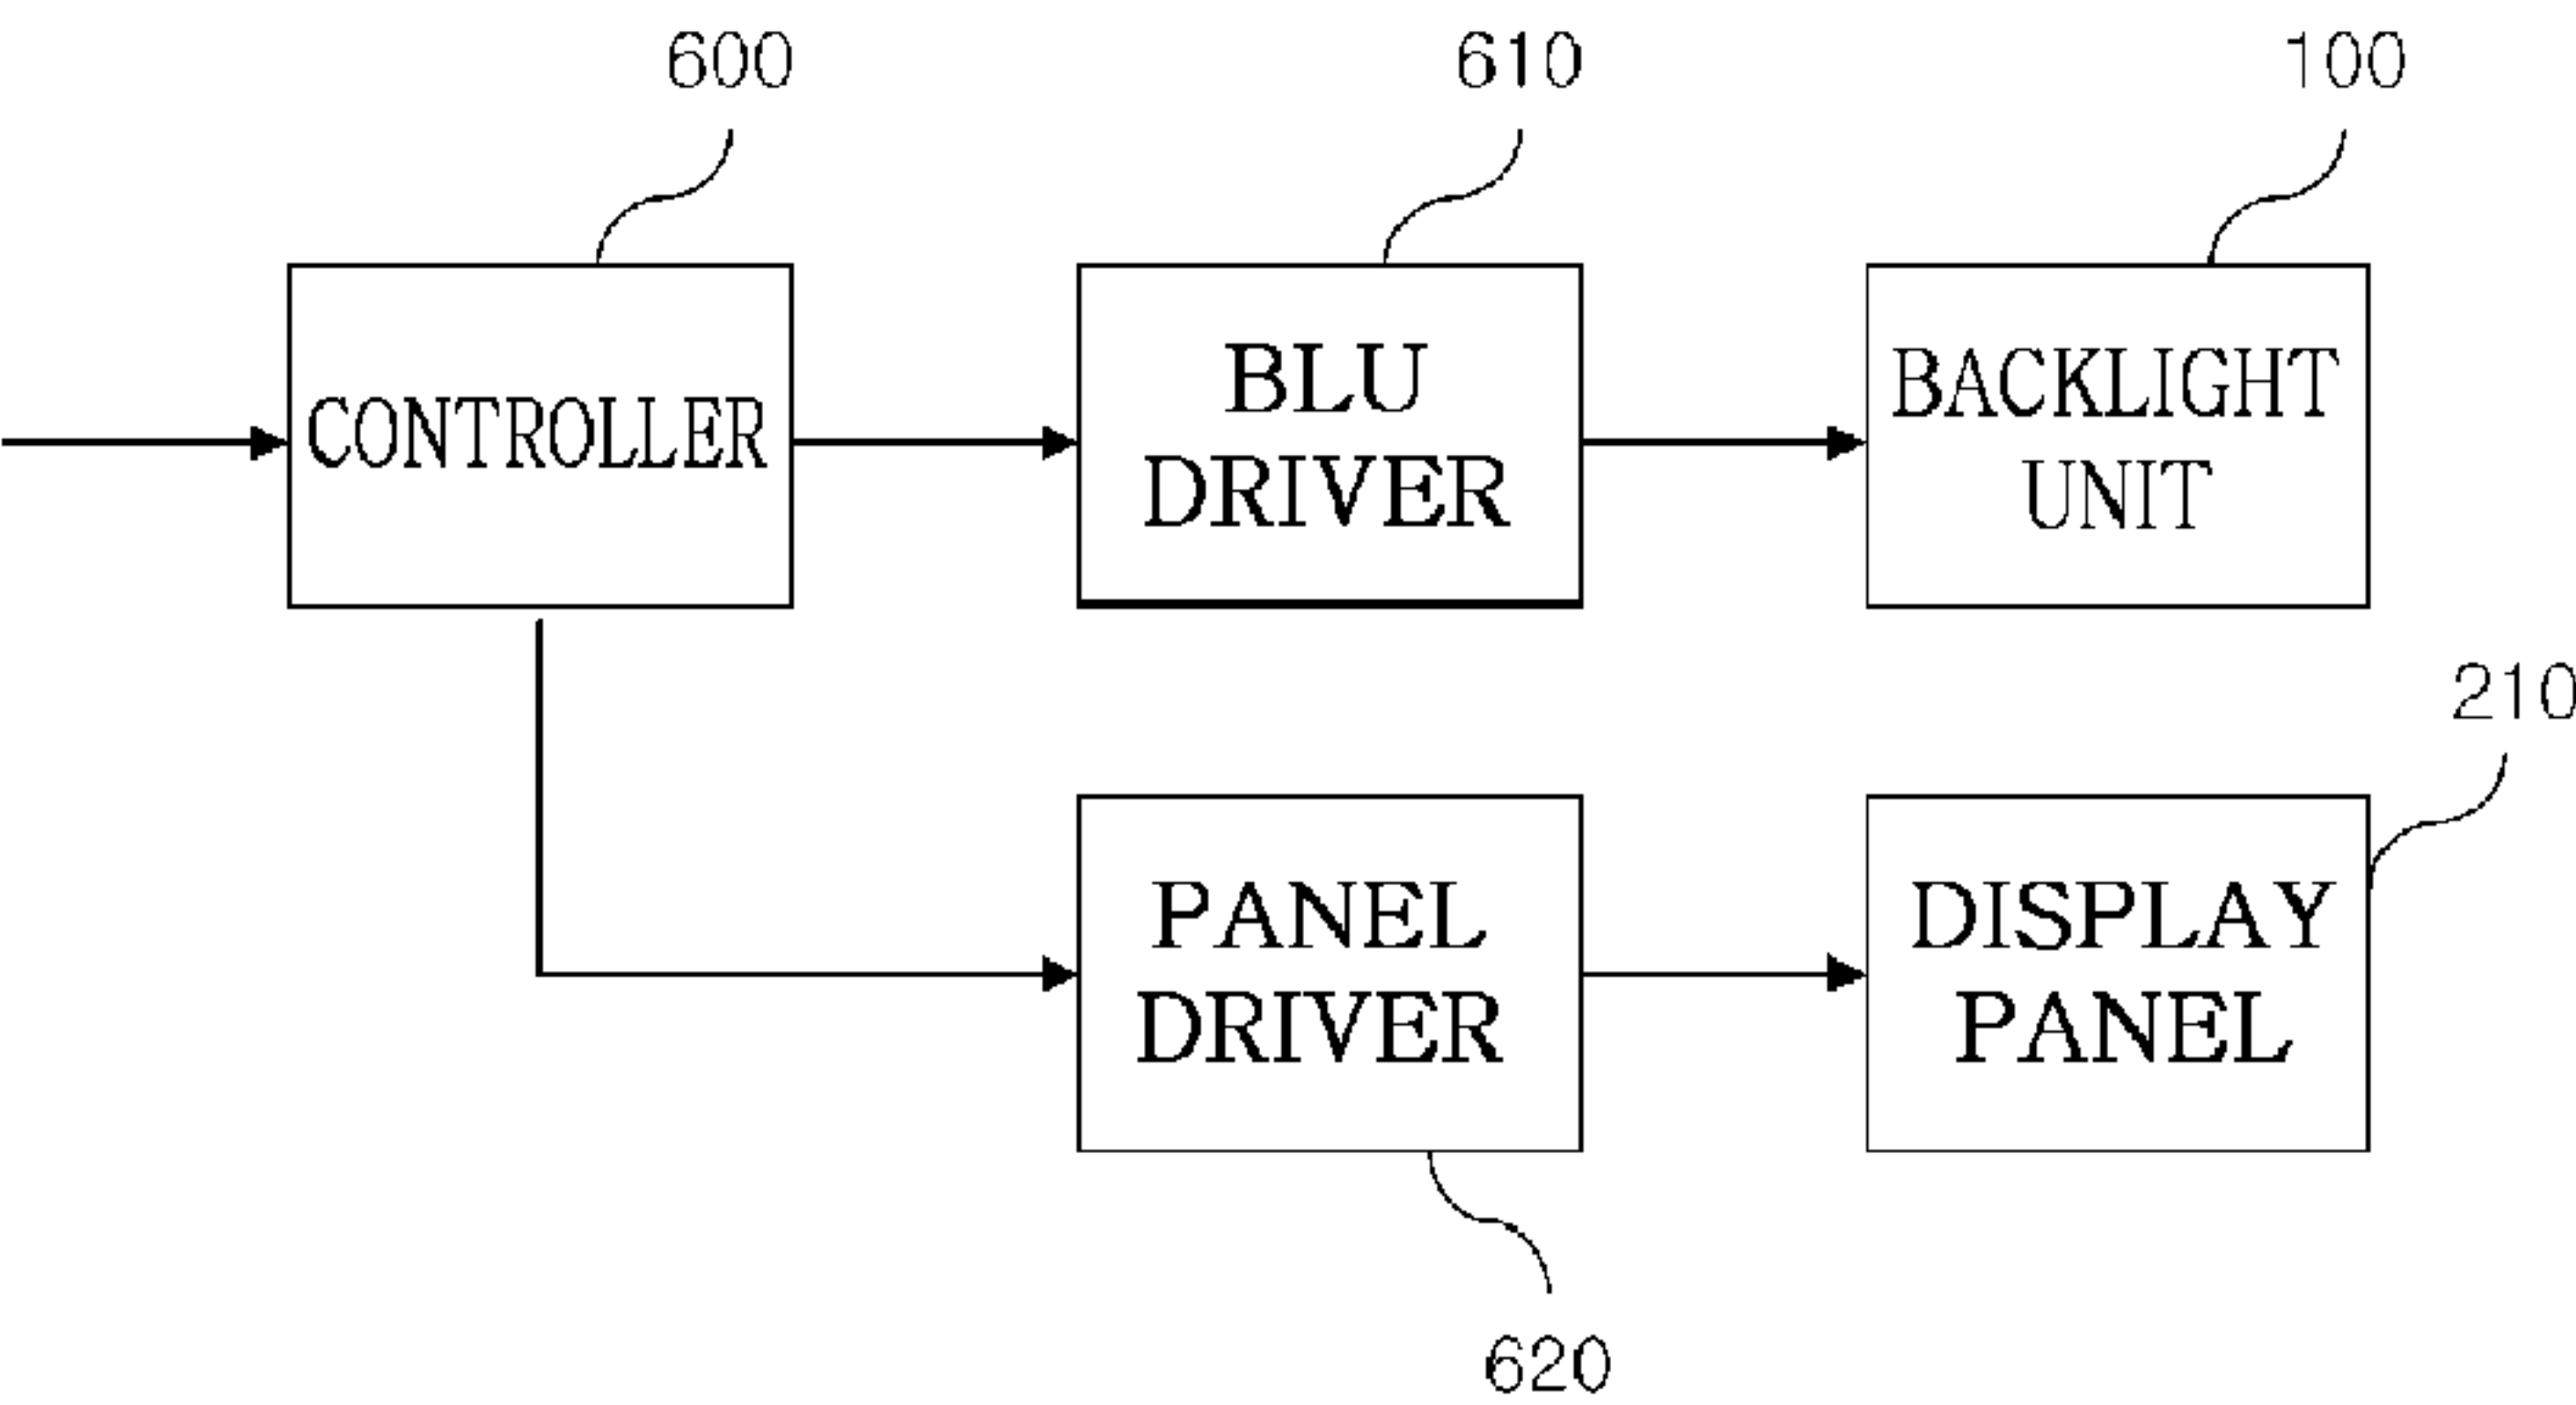 600
610
100
CONTROLLER
BLU
DRIVER
BACKLIGHT
UNIT
210
PANEL
DRIVER
DISPLAY
PANEL
620